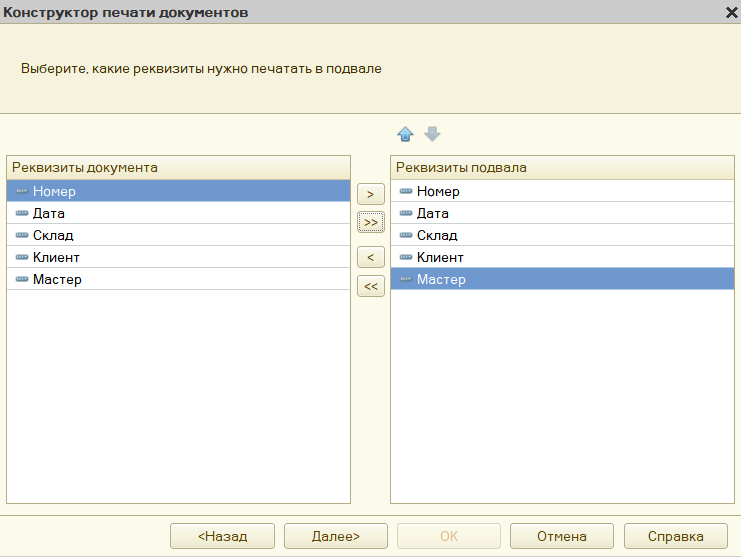 Конструктор печати документов
Выберите, какие реквизиты нужно печатать в подвале
Реквизиты документа
Номер
Дата
Склад
Клиент
Мастер
>
>>
<
<<
Реквизиты подвала
Номер
Дата
Склад
Клиент
Мастер
<Назад
Далее>
OK
Отмена
Справка